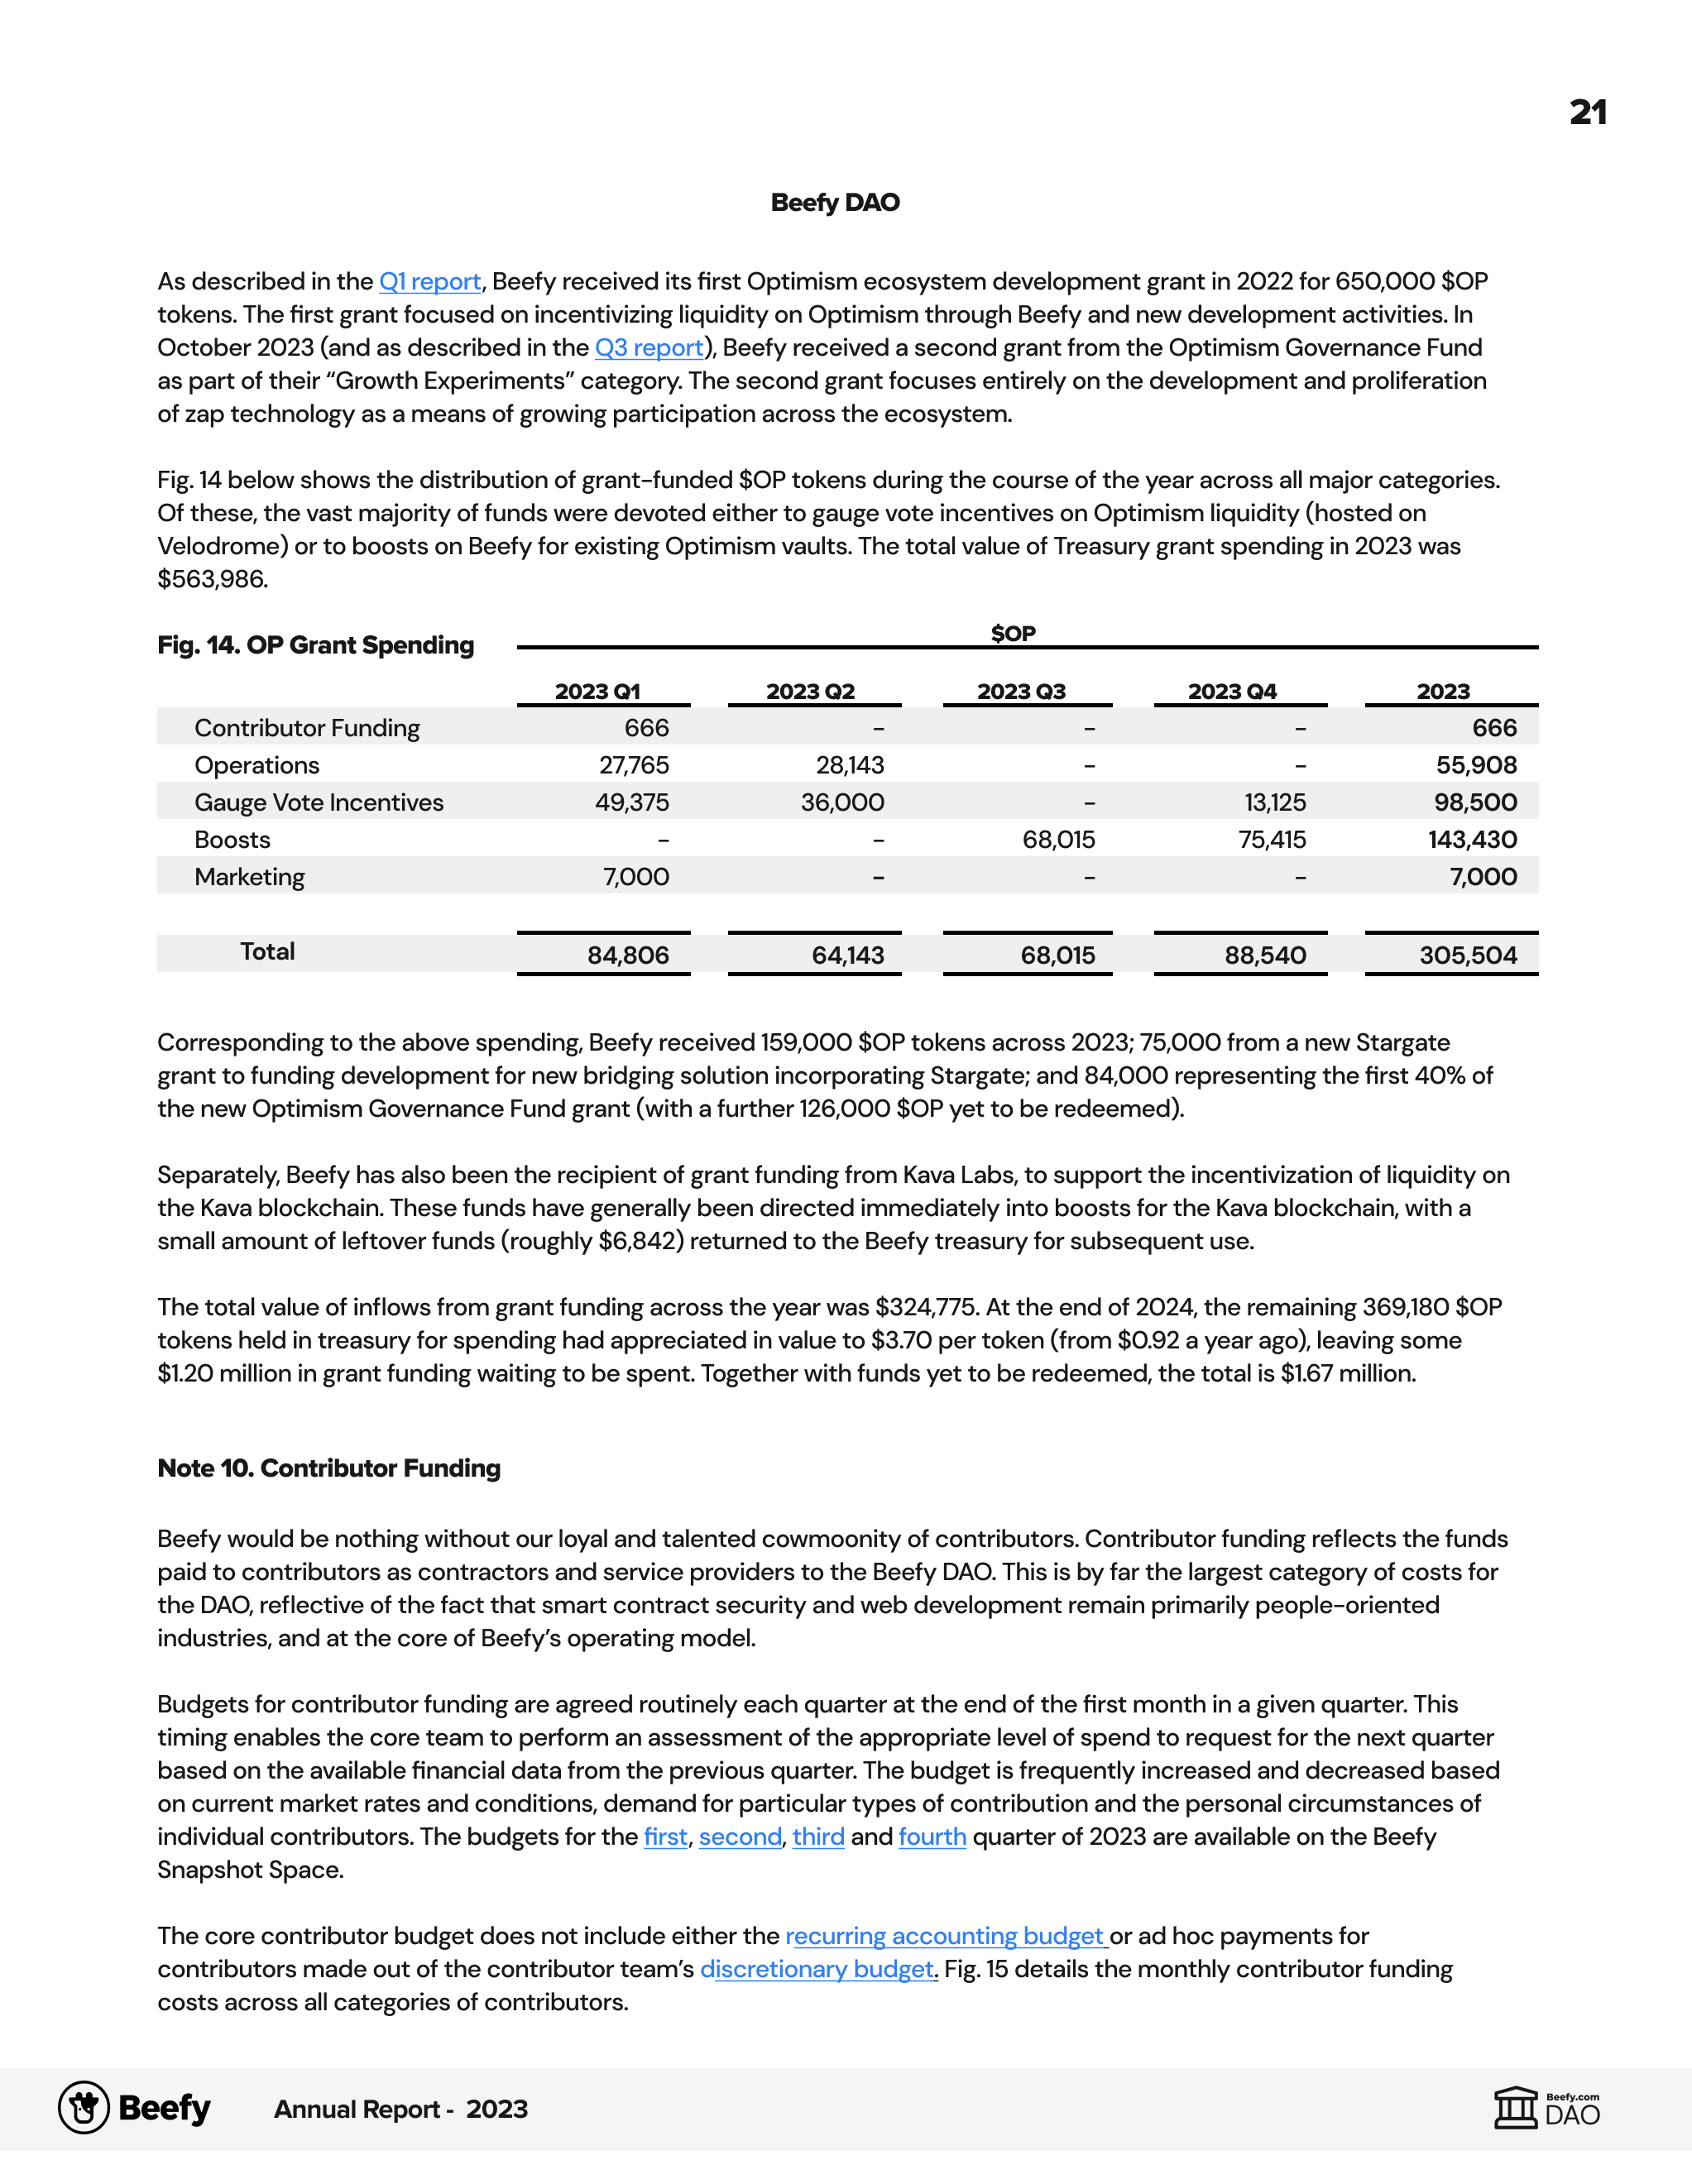 21
Beefy DAO
As described in the Q1 report, Beefy received its first Optimism ecosystem development grant in 2022 for 650,000 $OP
tokens. The first grant focused on incentivizing liquidity on Optimism through Beefy and new development activities. In
October 2023 (and as described in the Q3 report), Beefy received a second grant from the Optimism Governance Fund
as part of their “Growth Experiments” category. The second grant focuses entirely on the development and proliferation
of zap technology as a means of growing participation across the ecosystem.
Fig. 14 below shows the distribution of grant-funded $OP tokens during the course of the year across all major categories.
Of these, the vast majority of funds were devoted either to gauge vote incentives on Optimism liquidity (hosted on
Velodrome) or to boosts on Beefy for existing Optimism vaults. The total value of Treasury grant spending in 2023 was
$563,986.
Fig. 14. OP Grant Spending $OP
2023 Q1 2023 Q2 2023 Q3 2023 Q4 2023
Contributor Funding 666 – – – 666
Operations 27,765 28,143 – – 55,908
Gauge Vote Incentives 49,375 36,000 – 13,125 98,500
Boosts – – 68,015 75,415 143,430
Marketing 7,000 – – – 7,000
Total 84,806 64,143 68,015 88,540 305,504
Corresponding to the above spending, Beefy received 159,000 $OP tokens across 2023; 75,000 from a new Stargate
grant to funding development for new bridging solution incorporating Stargate; and 84,000 representing the first 40% of
the new Optimism Governance Fund grant (with a further 126,000 $OP yet to be redeemed).
Separately, Beefy has also been the recipient of grant funding from Kava Labs, to support the incentivization of liquidity on
the Kava blockchain. These funds have generally been directed immediately into boosts for the Kava blockchain, with a
small amount of leftover funds (roughly $6,842) returned to the Beefy treasury for subsequent use.
The total value of inflows from grant funding across the year was $324,775. At the end of 2024, the remaining 369,180 $OP
tokens held in treasury for spending had appreciated in value to $3.70 per token (from $0.92 a year ago), leaving some
$1.20 million in grant funding waiting to be spent. Together with funds yet to be redeemed, the total is $1.67 million.
Note 10. Contributor Funding
Beefy would be nothing without our loyal and talented cowmoonity of contributors. Contributor funding reflects the funds
paid to contributors as contractors and service providers to the Beefy DAO. This is by far the largest category of costs for
the DAO, reflective of the fact that smart contract security and web development remain primarily people-oriented
industries, and at the core of Beefy’s operating model.
Budgets for contributor funding are agreed routinely each quarter at the end of the first month in a given quarter. This
timing enables the core team to perform an assessment of the appropriate level of spend to request for the next quarter
based on the available financial data from the previous quarter. The budget is frequently increased and decreased based
on current market rates and conditions, demand for particular types of contribution and the personal circumstances of
individual contributors. The budgets for the first, second, third and fourth quarter of 2023 are available on the Beefy
Snapshot Space.
The core contributor budget does not include either the recurring accounting budget or ad hoc payments for
contributors made out of the contributor team’s discretionary budget. Fig. 15 details the monthly contributor funding
costs across all categories of contributors.
Beefy Annual Report - 2023
Beefy.com
DAO